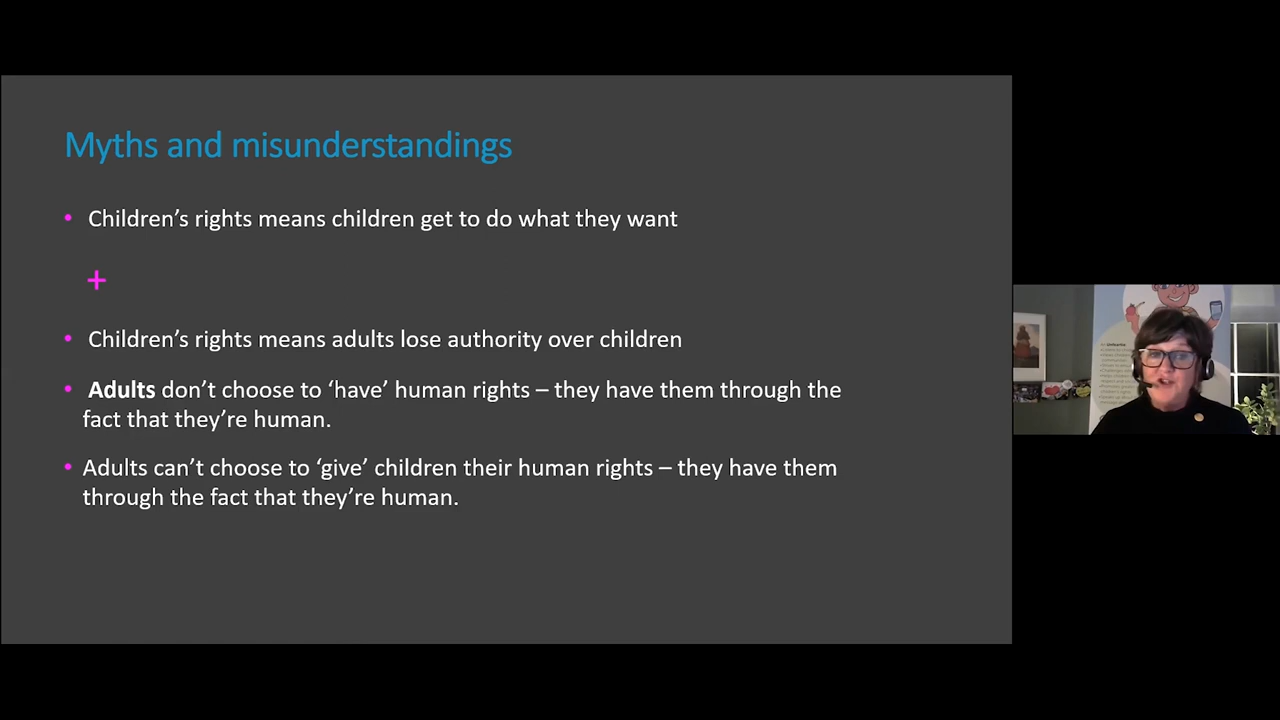 Myths and misunderstandings
• Children’s rights means children get to do what they want
+
• Children’s rights means adults lose authority over children
• Adults don’t choose to ‘have’ human rights – they have them through the
fact that they’re human.
• Adults can’t choose to ‘give’ children their human rights – they have them
through the fact that they’re human.